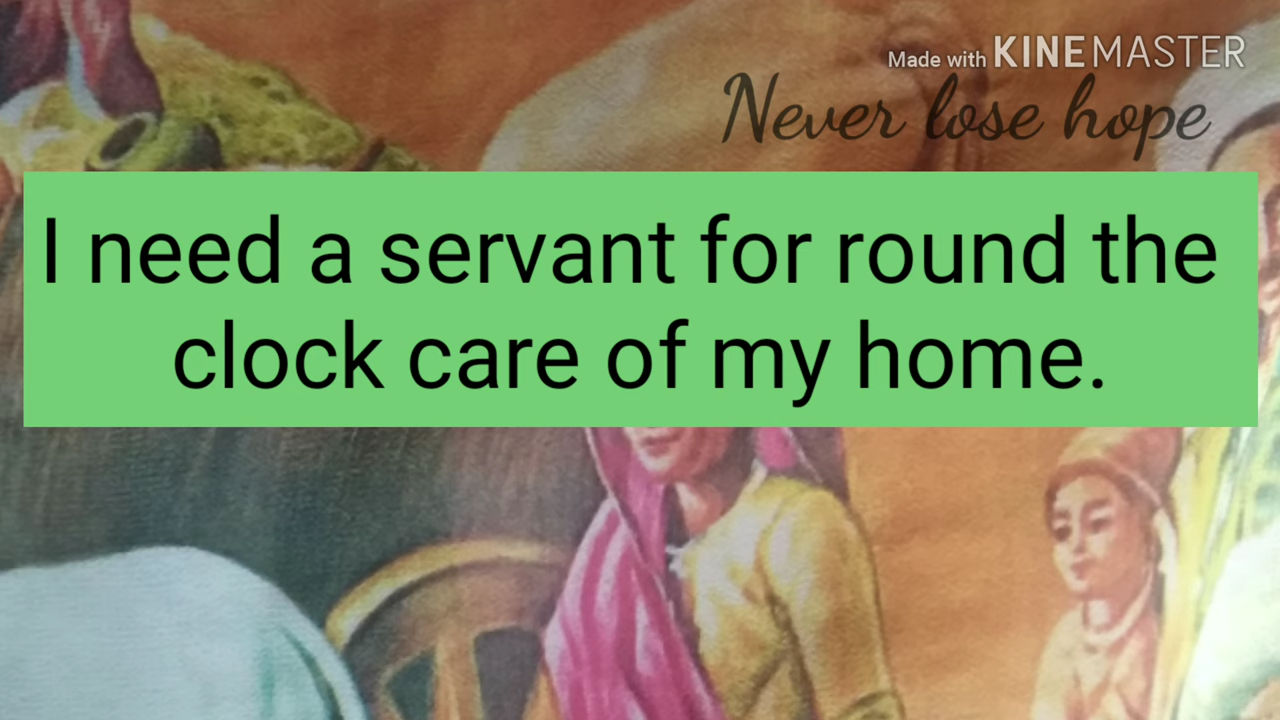 Made with KINEMASTER
Never lose hope
I need a servant for round the
clock care of my home.